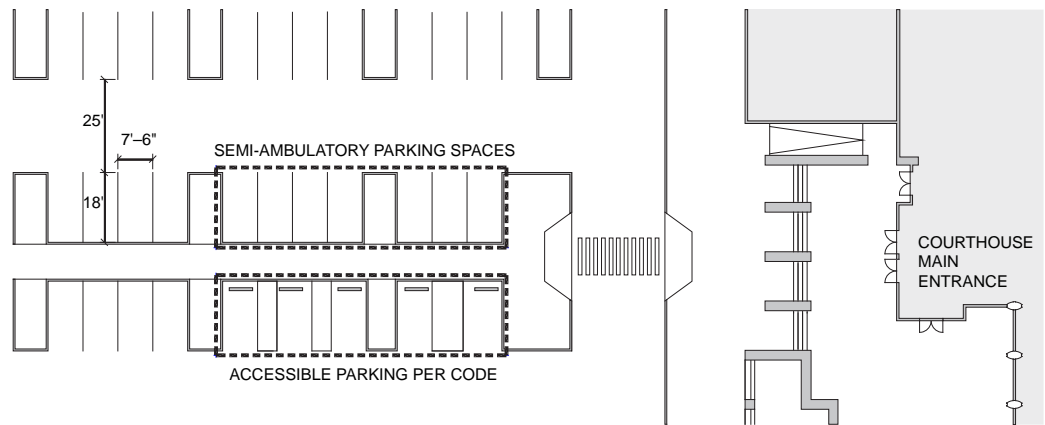 25'
7'–6"
SEMI-AMBULATORY PARKING SPACES
18'
COURTHOUSE
MAIN
ENTRANCE
ACCESSIBLE PARKING PER CODE